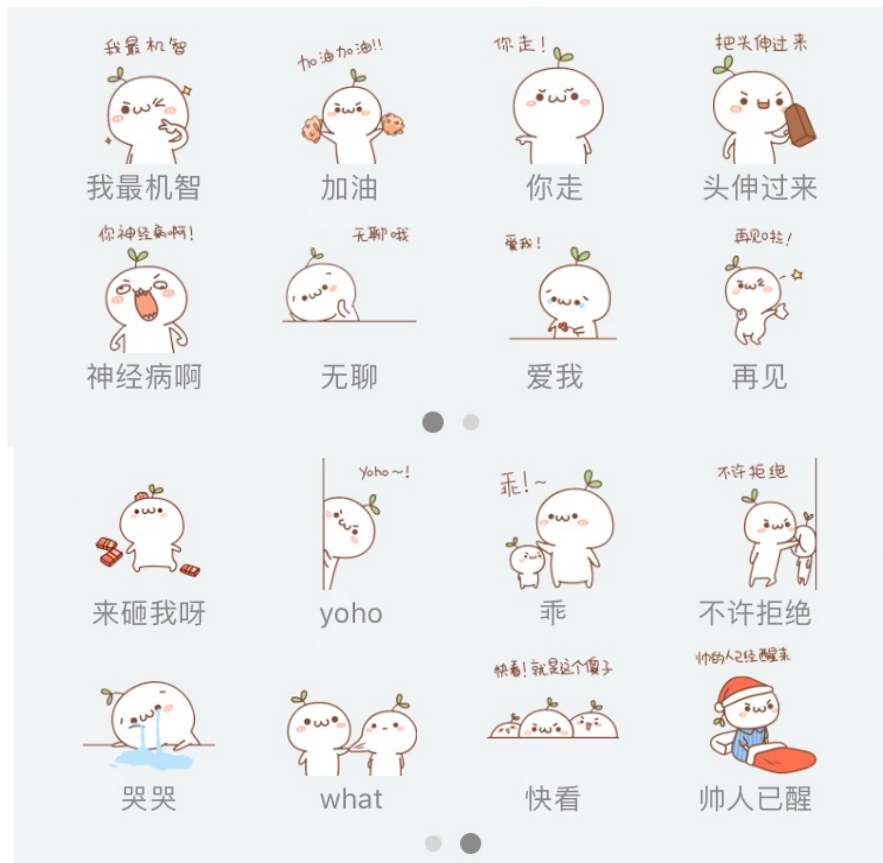 我最机智
加油加油!!
你走!
把头伸过来
我最机智
加油
你走
头伸过来
你神经病啊!
无聊哦
爱我!
再见啦!
神经病啊
无聊
爱我
再见
yoho~!
乖!~
不许拒绝
来砸我呀
yoho
乖
不许拒绝
快看!就是这个傻子
帅的人已经醒来
哭哭
what
快看
帅人已醒